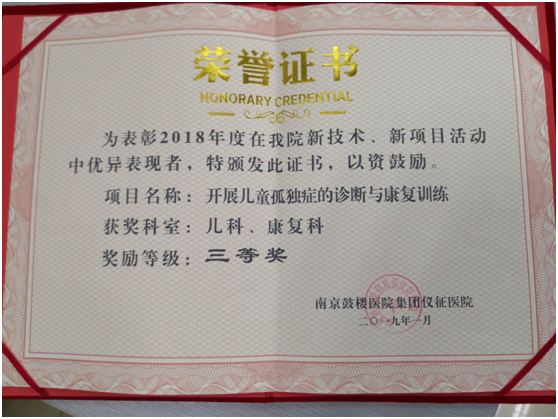 荣誉证书
HONORARY CREDENTIAL
为表彰2018年度在我院新技术、新项目活动
中优异表现者，特颁发此证书，以资鼓励。
项目名称：开展儿童孤独症的诊断与康复训练
获奖科室：儿科、康复科
奖励等级：三等奖
南京鼓楼医院集团仪征医院
二〇一九年一月